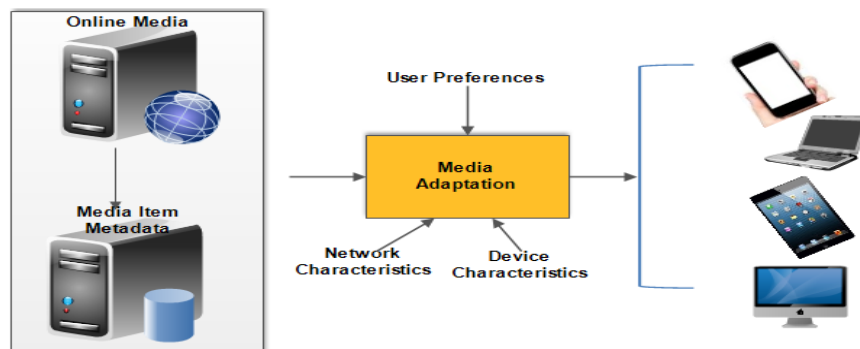 Online Media
Media Item
Metadata
User Preferences
Media
Adaptation
Network
Characteristics
Device
Characteristics